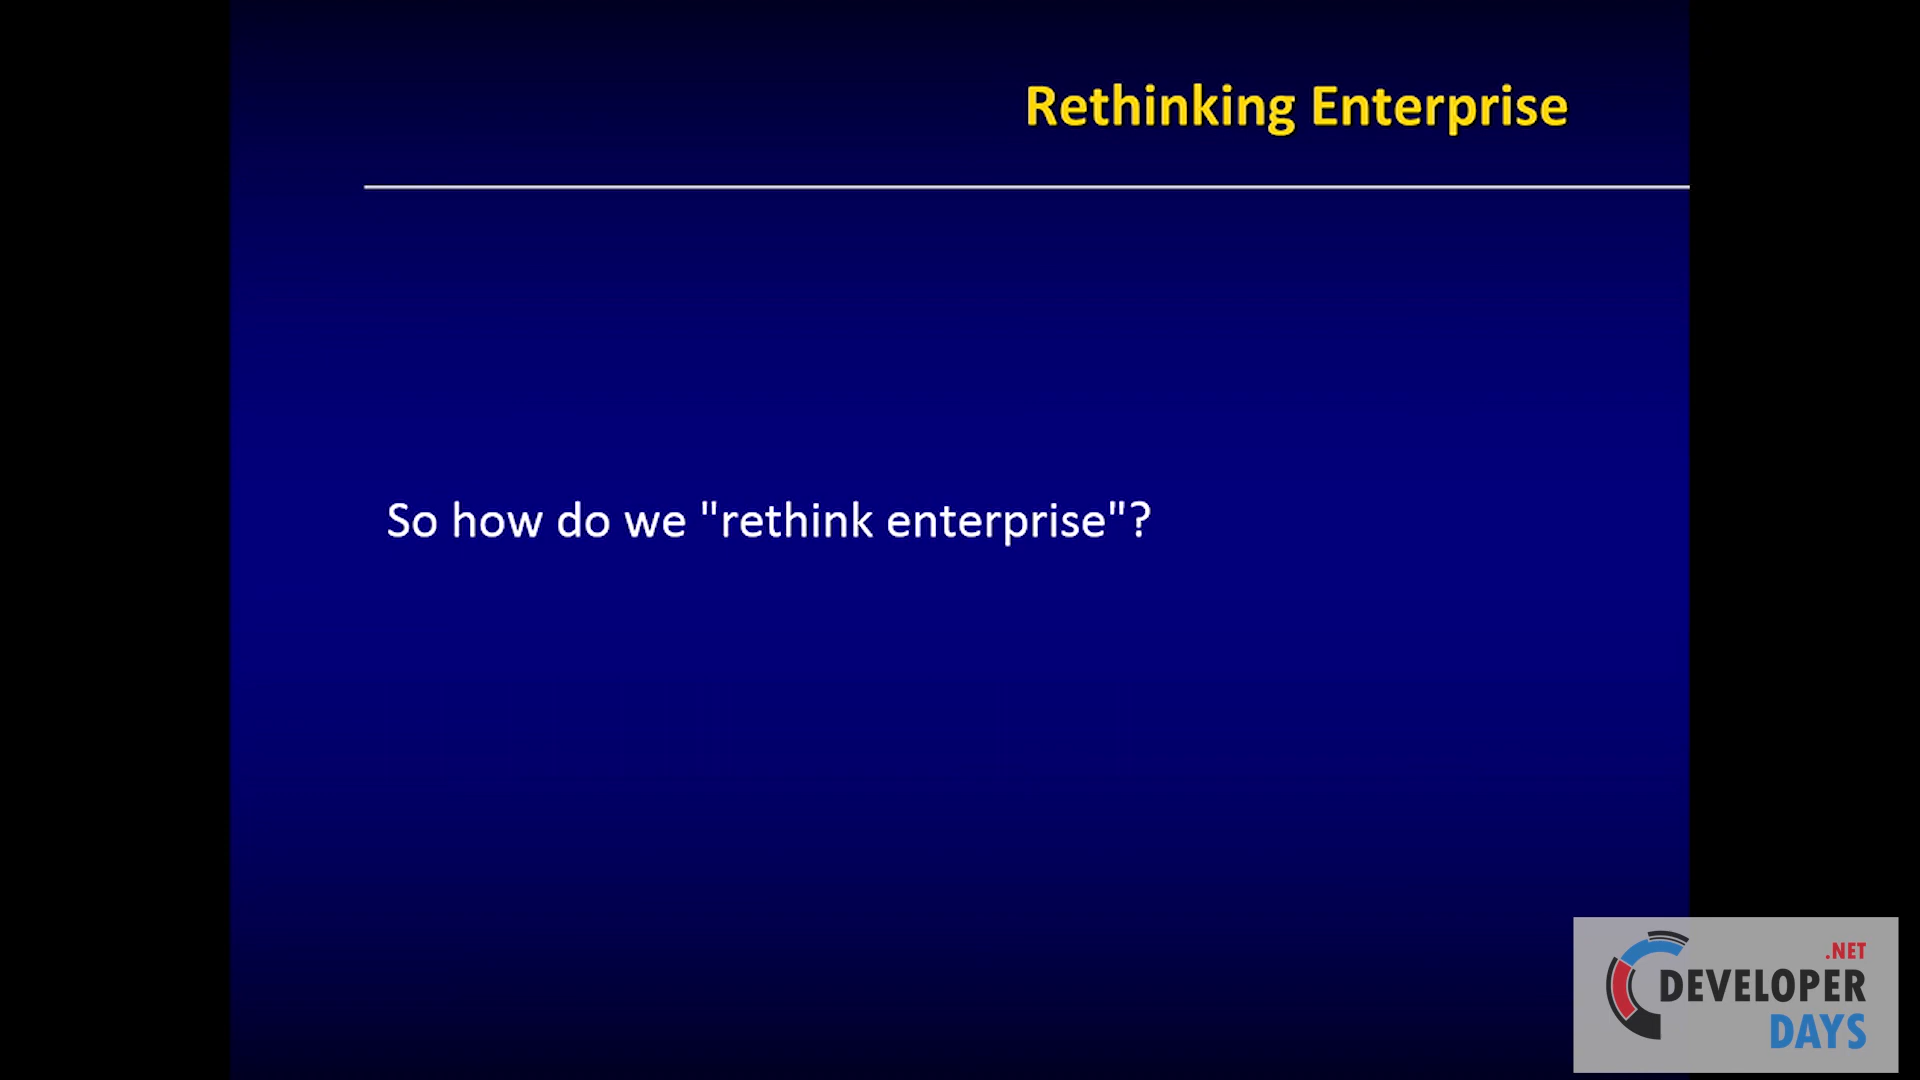 Rethinking Enterprise
So how do we "rethink enterprise"?
.NET
DEVELOPER
DAYS